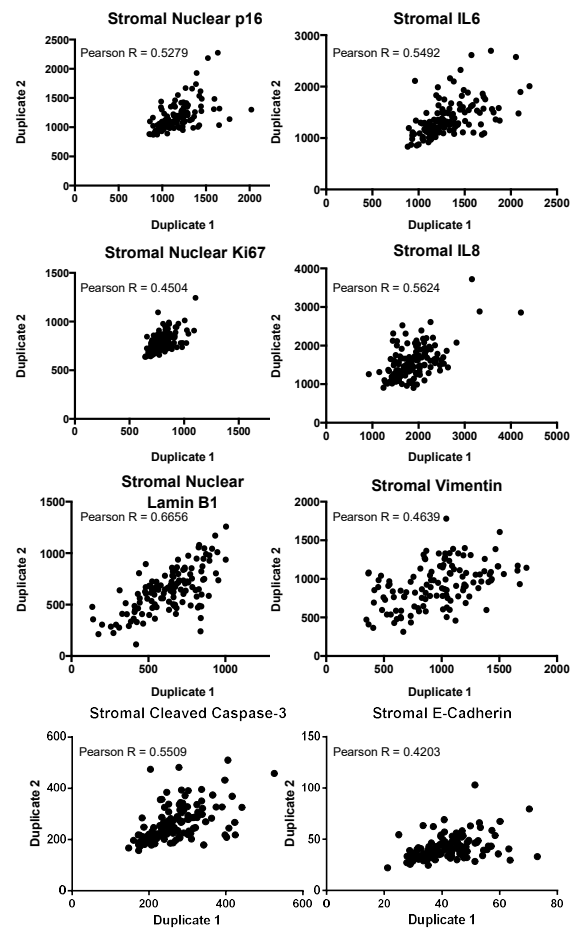 Stromal Nuclear p16
Pearson R = 0.5279
Duplicate 2
2500
2000
1500
1000
500
0
0 500 1000 1500 2000
Duplicate 1
Stromal IL6
Pearson R = 0.5492
Duplicate 2
3000
2000
1000
0
0 500 1000 1500 2000 2500
Duplicate 1
Stromal Nuclear Ki67
Pearson R = 0.4504
Duplicate 2
1500
1000
500
0
0 500 1000 1500
Duplicate 1
Stromal IL8
Pearson R = 0.5624
Duplicate 2
4000
3000
2000
1000
0
0 1000 2000 3000 4000 5000
Duplicate 1
Stromal Nuclear
Lamin B1
Pearson R = 0.6656
Duplicate 2
1500
1000
500
0
0 500 1000
Duplicate 1
Stromal Vimentin
Pearson R = 0.4639
Duplicate 2
2000
1500
1000
500
0
0 500 1000 1500 2000
Duplicate 1
Stromal Cleaved Caspase-3
Pearson R = 0.5509
Duplicate 2
600
400
200
0
0 200 400 600
Duplicate 1
Stromal E-Cadherin
Pearson R = 0.4203
Duplicate 2
150
100
50
0
0 20 40 60 80
Duplicate 1